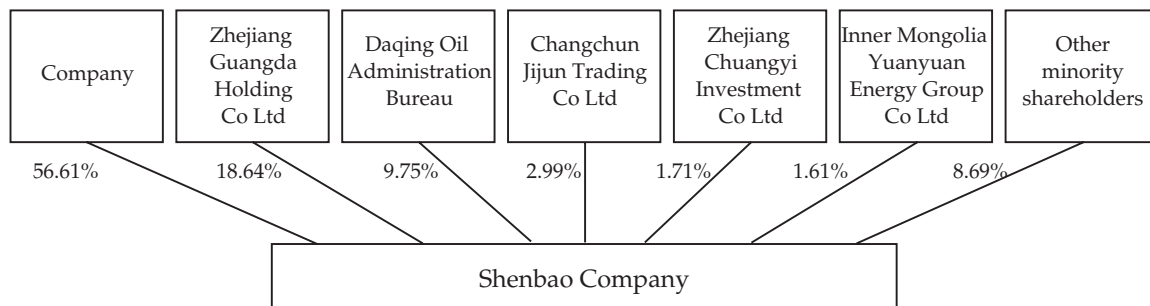 Company
Zhejiang
Guangda
Holding
Co Ltd
Daqing Oil
Administration
Bureau
Changchun
Jijun Trading
Co Ltd
Zhejiang
Chuangyi
Investment
Co Ltd
Inner Mongolia
Yuanyuan
Energy Group
Co Ltd
Other
minority
shareholders
56.61%
18.64%
9.75%
2.99%
1.71%
1.61%
8.69%
Shenbao Company